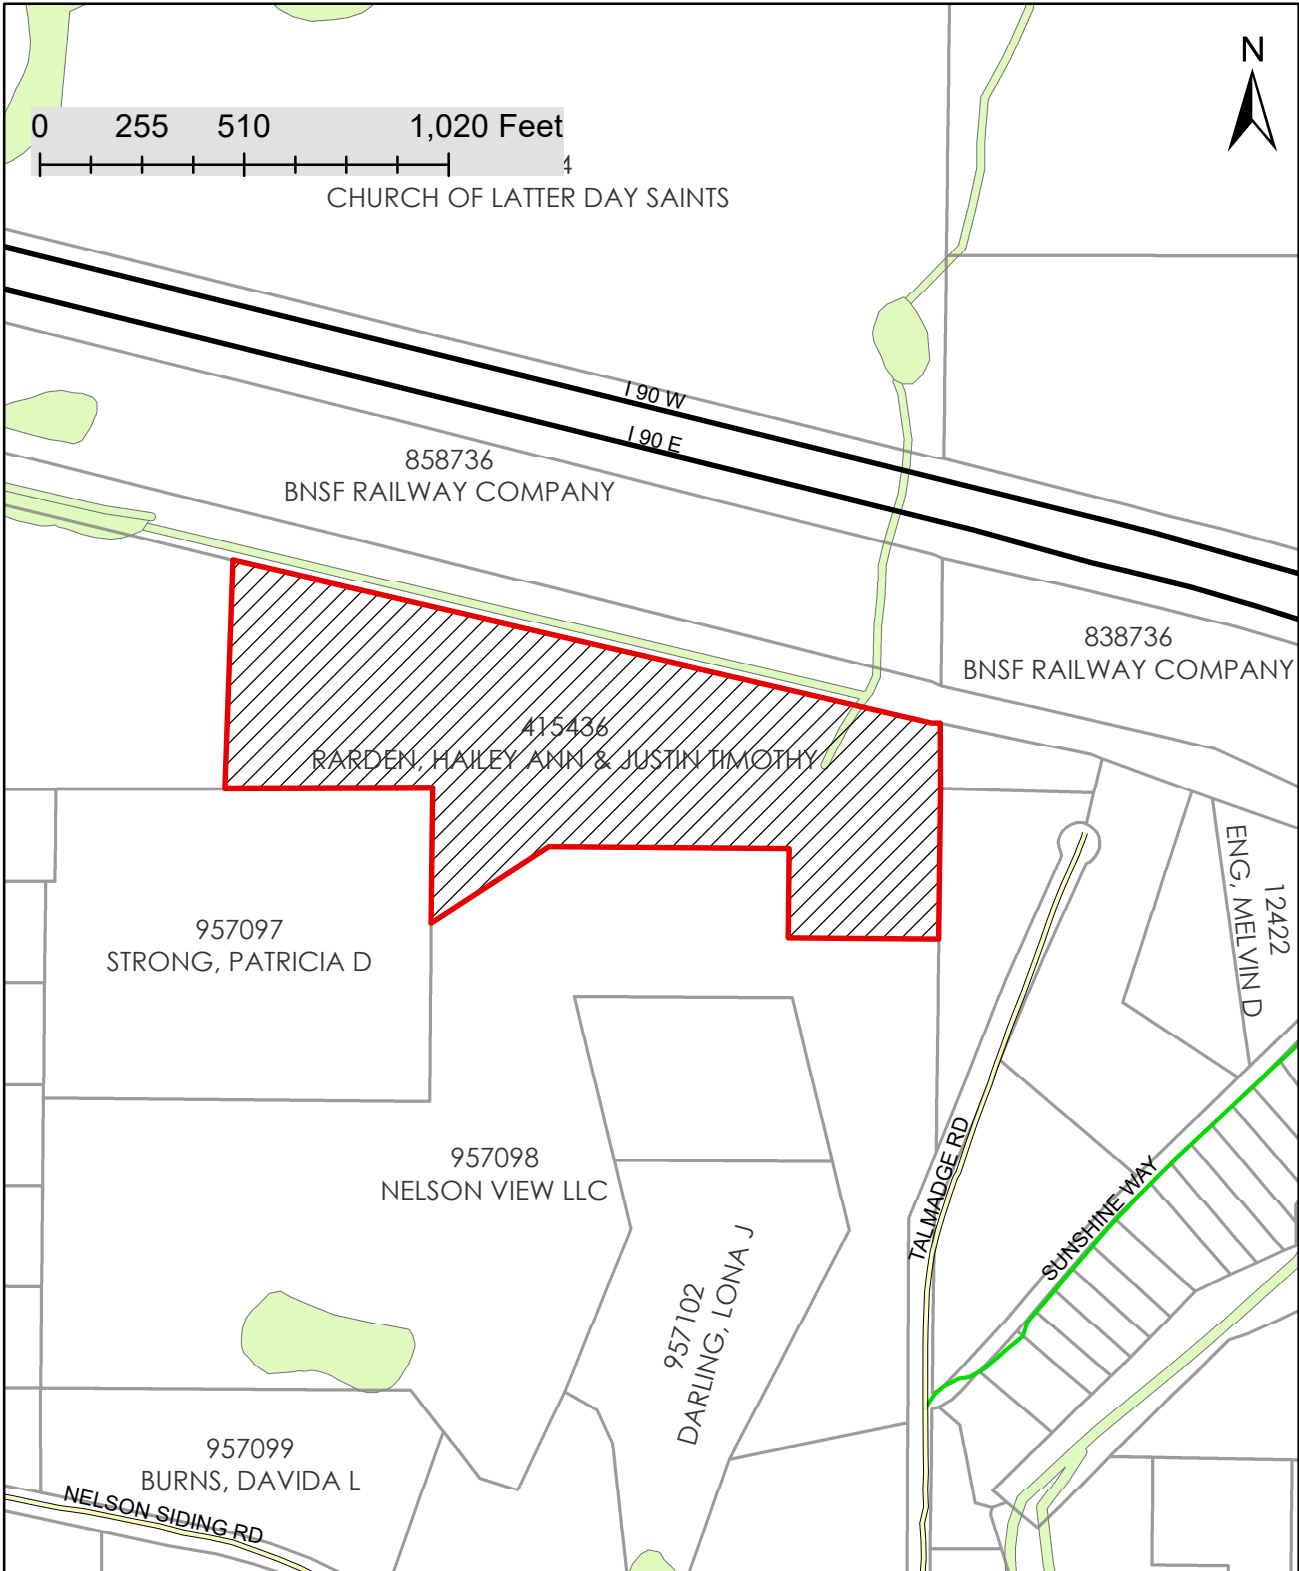 N
0 255 510 1,020 Feet
4
CHURCH OF LATTER DAY SAINTS
I 90 W
I 90 E
858736
BNSF RAILWAY COMPANY
838736
BNSF RAILWAY COMPANY
415436
RARDEN, HAILEY ANN & JUSTIN TIMOTHY
12422
ENG, MELVIN D
957097
STRONG, PATRICIA D
957098
NELSON VIEW LLC
TALMADGE RD
SUNSHINE WAY
957102
DARLING, LONA J
957099
BURNS, DAVIDA L
NELSON SIDING RD